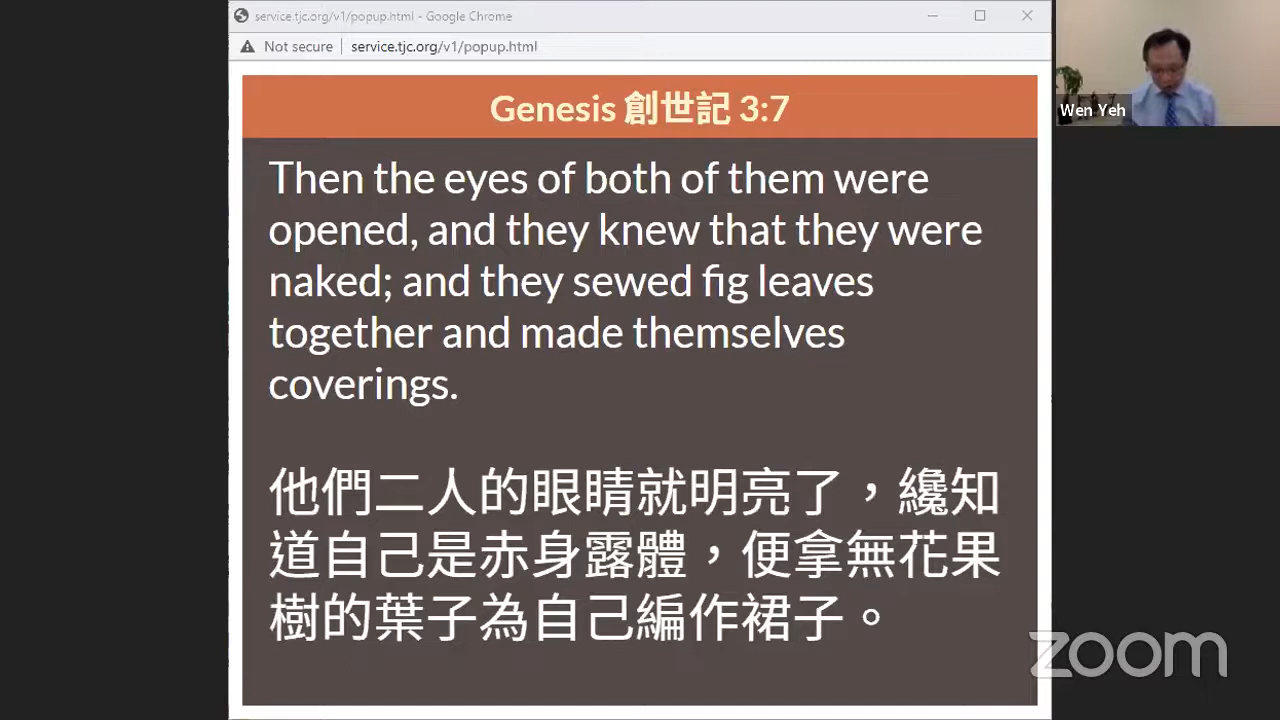 service.tjc.org/v1/popup.html - Google Chrome
Not secure
service.tjc.org/v1/popup.html
Genesis 創世記 3:7
Then the eyes of both of them were
opened, and they knew that they were
naked; and they sewed fig leaves
together and made themselves
coverings.
他們二人的眼睛就明亮了，纔知
道自己是赤身露體，便拿無花果
樹的葉子為自己編作裙子。
Wen Yeh
zoom